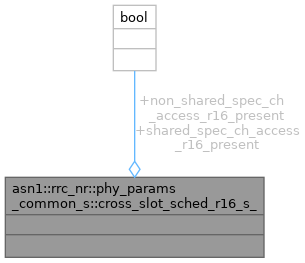 bool
+non_shared_spec_ch
_access_r16_present
+shared_spec_ch_access
_r16_present
asn1::rrc_nr::phy_params
_common_s::cross_slot_sched_r16_s_